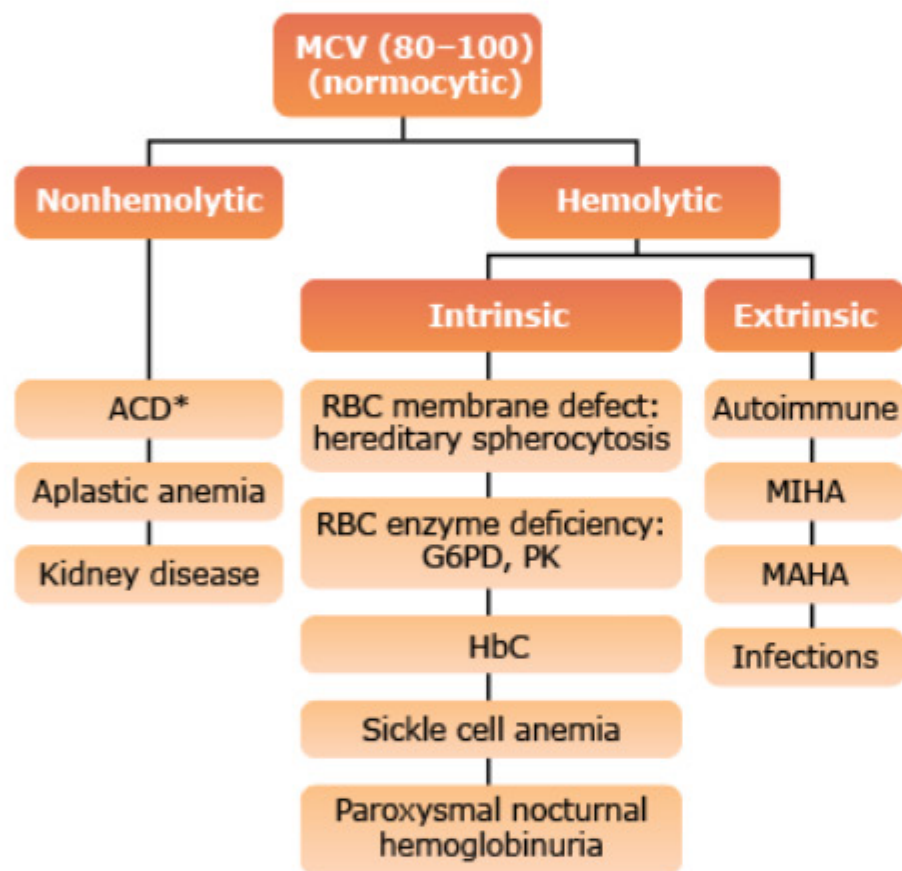 MCV (80–100)
(normocytic)
Nonhemolytic
Hemolytic
Intrinsic
Extrinsic
ACD*
Aplastic anemia
Kidney disease
RBC membrane defect:
hereditary spherocytosis
RBC enzyme deficiency:
G6PD, PK
HbC
Sickle cell anemia
Paroxysmal nocturnal
hemoglobinuria
Autoimmune
MIHA
MAHA
Infections